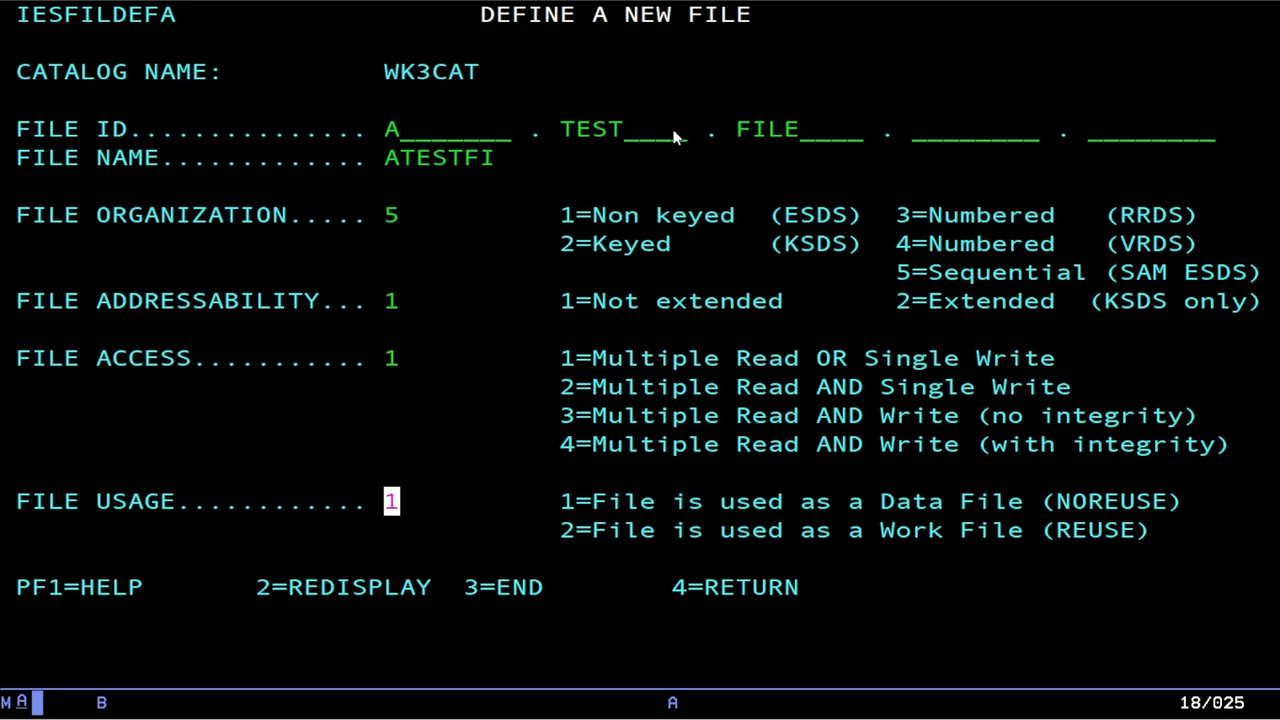 IESFILDEFA DEFINE A NEW FILE
CATALOG NAME: WK3CAT
FILE ID............... A_______ . TEST____ . FILE____ . ________ . ________
FILE NAME............. ATESTFI
FILE ORGANIZATION..... 5 1=Non keyed (ESDS) 3=Numbered (RRDS)
2=Keyed (KSDS) 4=Numbered (VRDS)
5=Sequential (SAM ESDS)
FILE ADDRESSABILITY... 1 1=Not extended 2=Extended (KSDS only)
FILE ACCESS........... 1 1=Multiple Read OR Single Write
2=Multiple Read AND Single Write
3=Multiple Read AND Write (no integrity)
4=Multiple Read AND Write (with integrity)
FILE USAGE............ 1 1=File is used as a Data File (NOREUSE)
2=File is used as a Work File (REUSE)
PF1=HELP 2=REDISPLAY 3=END 4=RETURN
MA B A 18/025